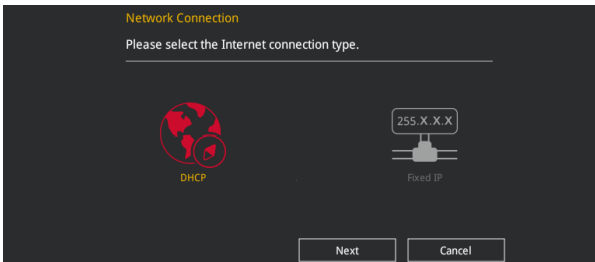 Network Connection
Please select the Internet connection type.
255.X.X.X
DHCP
Fixed IP
Next
Cancel